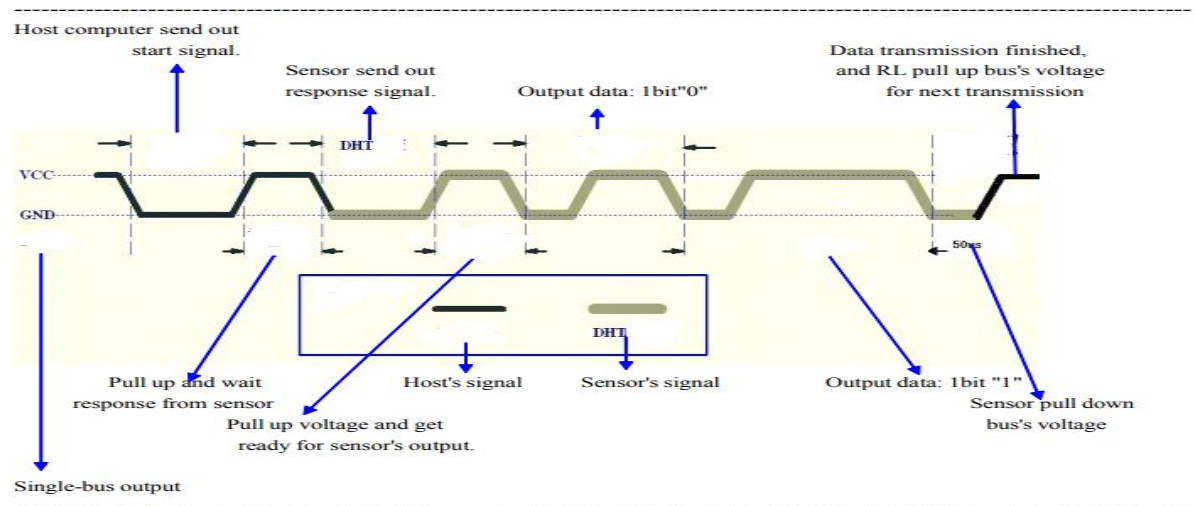 Host computer send out
start signal.
Sensor send out
response signal.
Output data: 1bit"0"
Data transmission finished,
and RL pull up bus's voltage
for next transmission
DHT
VCC
GND
50us
DHT
Pull up and wait
response from sensor
Host's signal
Sensor's signal
Output data: 1bit "1"
Sensor pull down
bus's voltage
Pull up voltage and get
ready for sensor's output.
Single-bus output